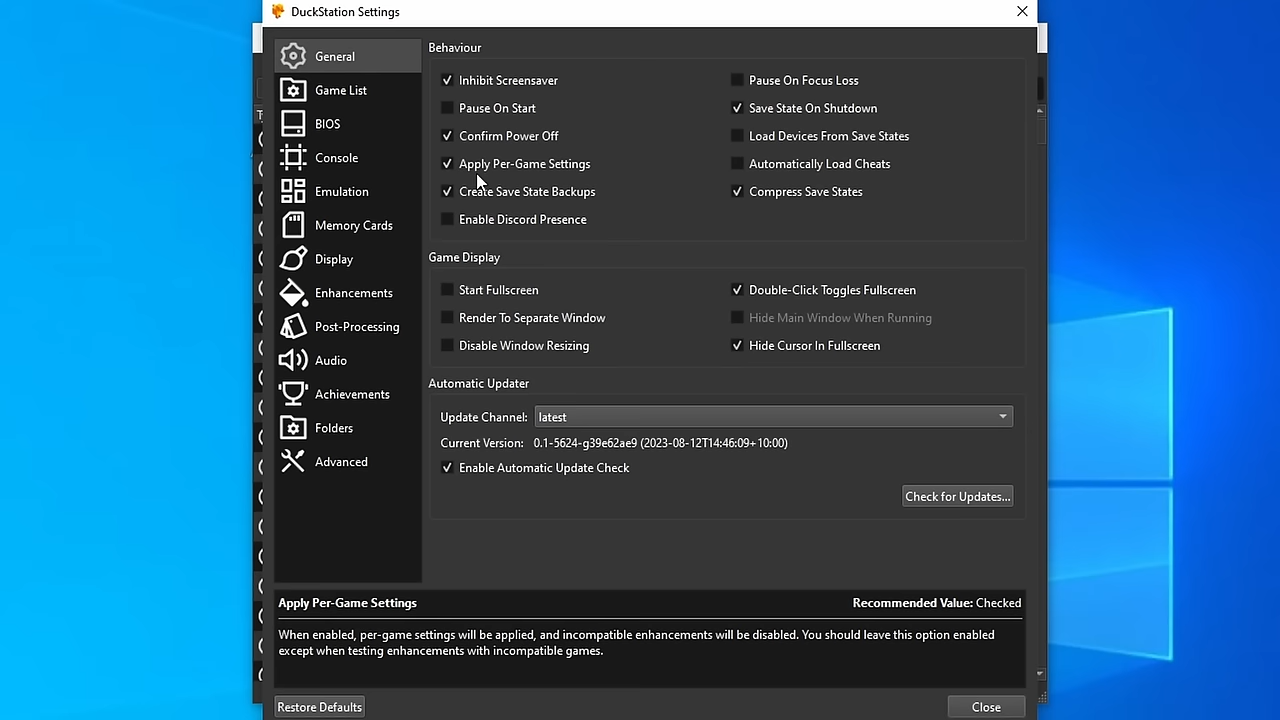 DuckStation Settings
General
Game List
BIOS
Console
Emulation
Memory Cards
Display
Enhancements
Post-Processing
Audio
Achievements
Folders
Advanced
Behaviour
Inhibit Screensaver
Pause On Focus Loss
Pause On Start
Save State On Shutdown
Confirm Power Off
Load Devices From Save States
Apply Per-Game Settings
Automatically Load Cheats
Create Save State Backups
Compress Save States
Enable Discord Presence
Game Display
Start Fullscreen
Double-Click Toggles Fullscreen
Render To Separate Window
Hide Main Window When Running
Disable Window Resizing
Hide Cursor In Fullscreen
Automatic Updater
Update Channel: latest
Current Version: 0.1-5624-g39e62ae9 (2023-08-12T14:46:09+10:00)
Enable Automatic Update Check
Check for Updates...
Apply Per-Game Settings Recommended Value: Checked
When enabled, per-game settings will be applied, and incompatible enhancements will be disabled. You should leave this option enabled
except when testing enhancements with incompatible games.
Restore Defaults
Close